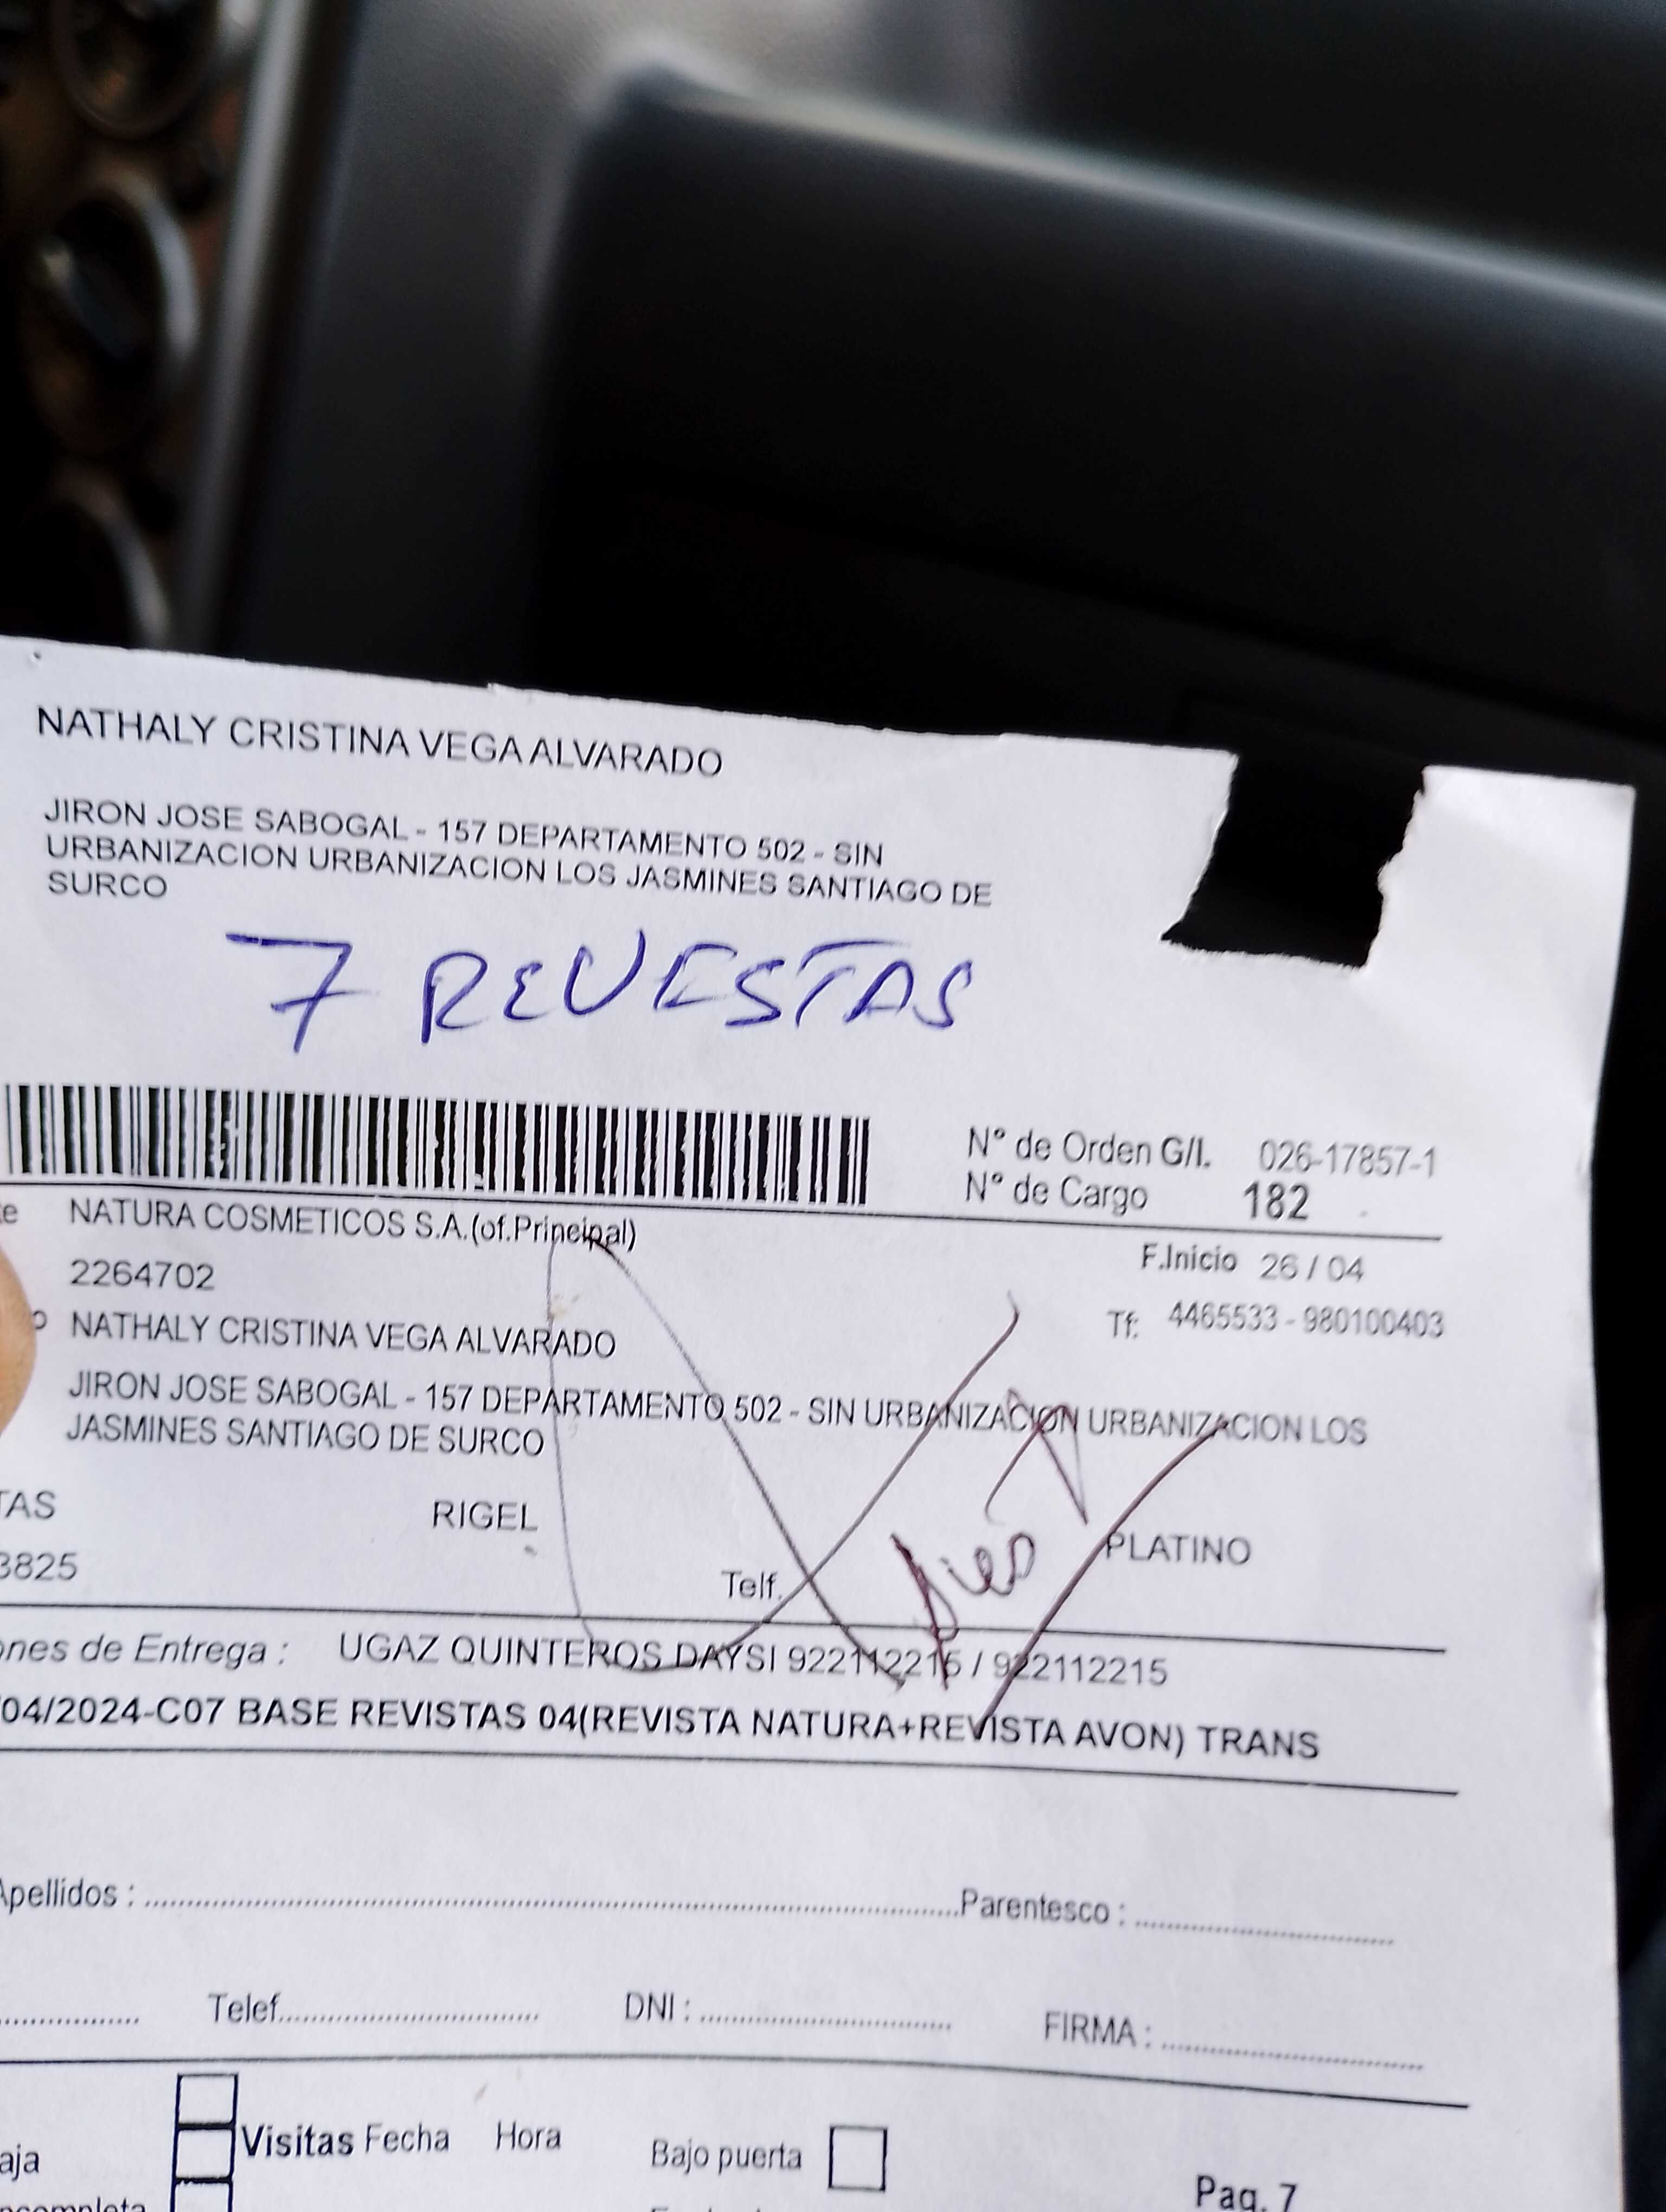 NATHALY CRISTINA VEGA ALVARADO
JIRON JOSE SABOGAL - 157 DEPARTAMENTO 502 - SIN
URBANIZACION URBANIZACION LOS JASMINES SANTIAGO DE
SURCO
7 REVESTAS
N° de Orden G/I. 026-17857-1
N° de Cargo 182
te NATURA COSMETICOS S.A.(of.Principal)
F.Inicio 26 / 04
2264702
Tf: 4465533 - 980100403
o NATHALY CRISTINA VEGA ALVARADO
JIRON JOSE SABOGAL - 157 DEPARTAMENTO 502 - SIN URBANIZACION URBANIZACION LOS
JASMINES SANTIAGO DE SURCO
TAS RIGEL PLATINO
3825 Telf.
ones de Entrega : UGAZ QUINTEROS DAYSI 922112215 / 922112215
/04/2024-C07 BASE REVISTAS 04(REVISTA NATURA+REVISTA AVON) TRANS
Apellidos : Parentesco :
Telef. DNI : FIRMA :
Visitas Fecha Hora Bajo puerta
aja
Pag. 7
ncompleta